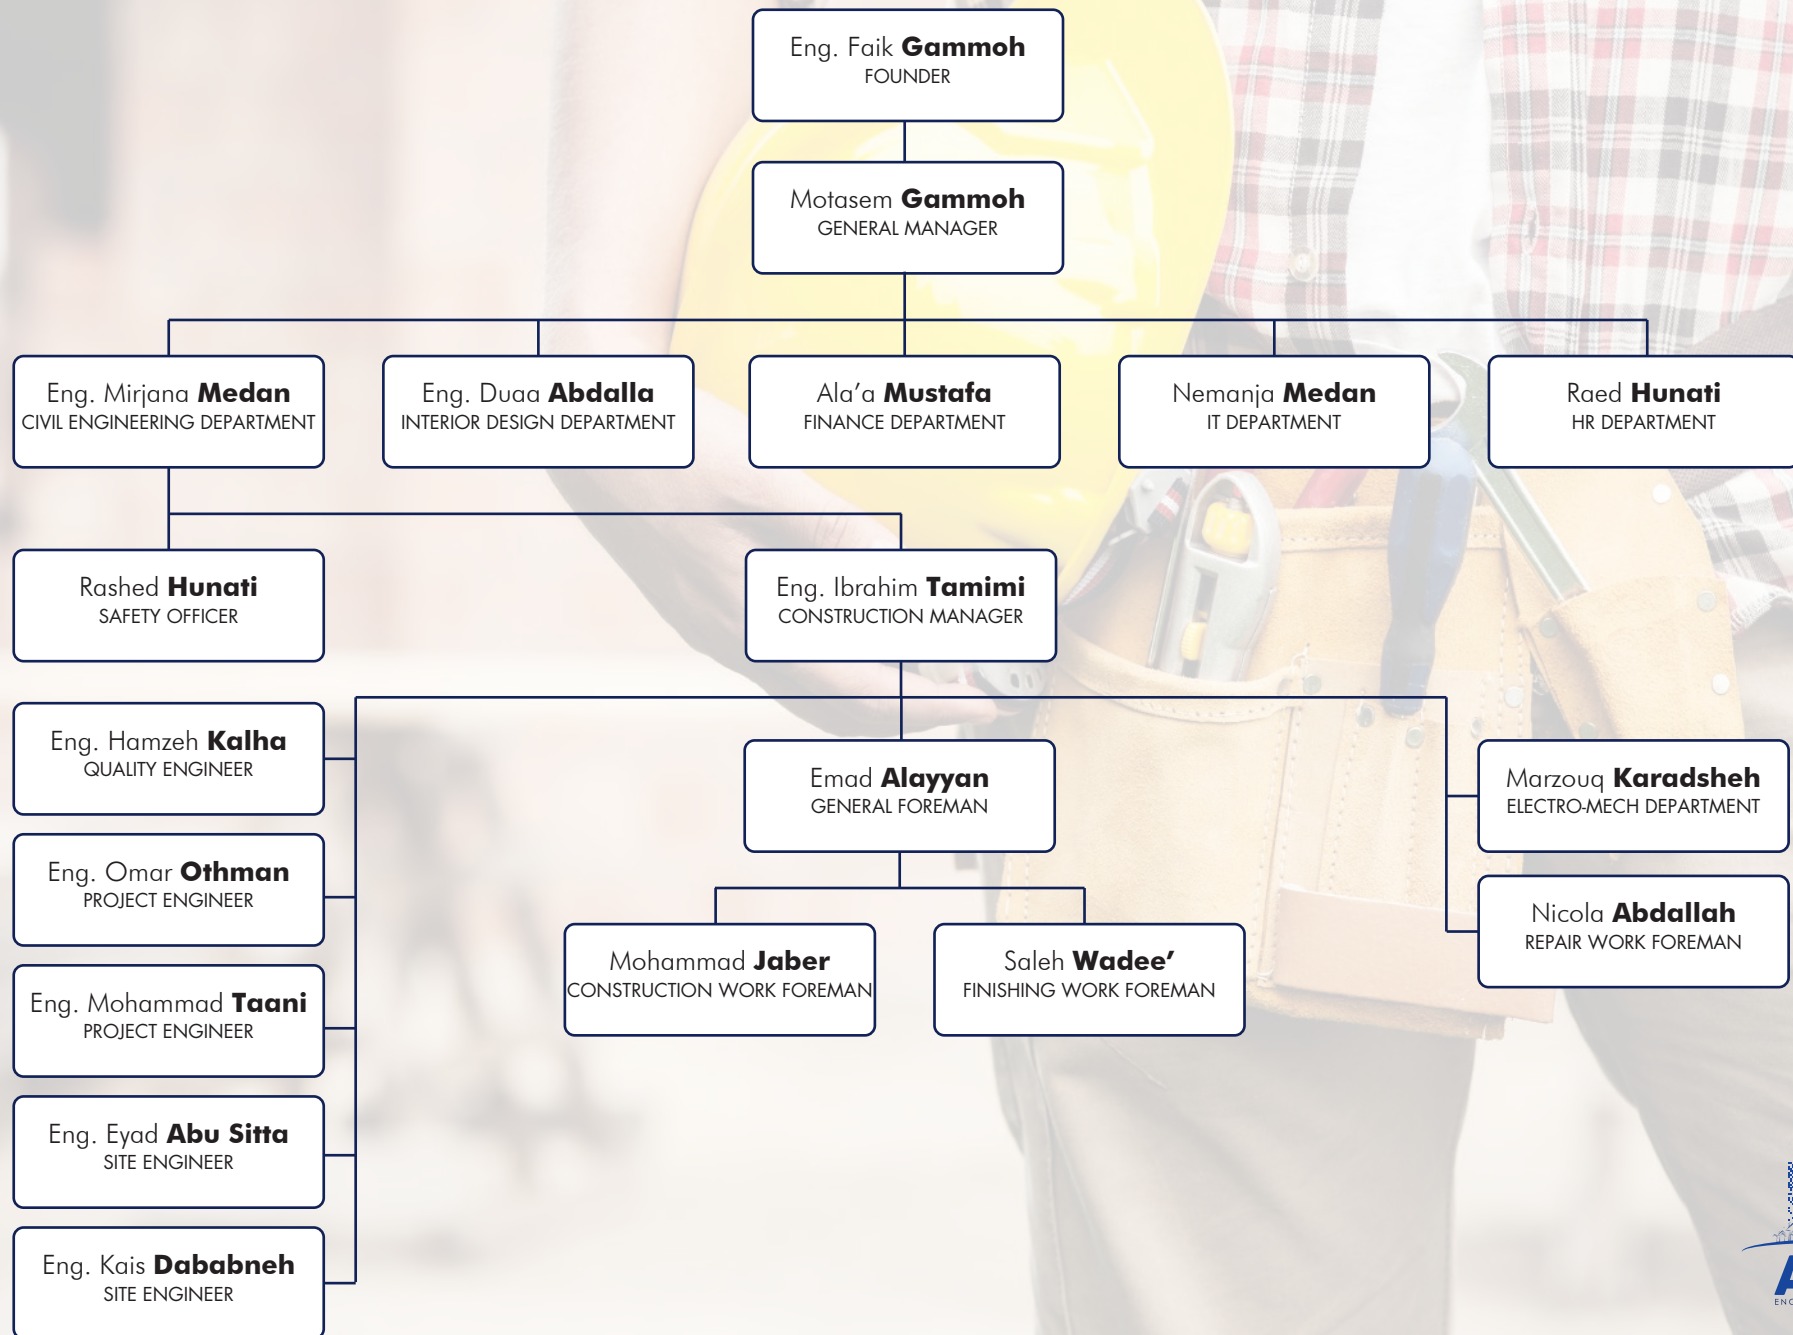 Eng. Faik Gammoh
FOUNDER
Motasem Gammoh
GENERAL MANAGER
Eng. Mirjana Medan
CIVIL ENGINEERING DEPARTMENT
Eng. Duaa Abdalla
INTERIOR DESIGN DEPARTMENT
Ala’a Mustafa
FINANCE DEPARTMENT
Nemanja Medan
IT DEPARTMENT
Raed Hunati
HR DEPARTMENT
Rashed Hunati
SAFETY OFFICER
Eng. Ibrahim Tamimi
CONSTRUCTION MANAGER
Eng. Hamzeh Kalha
QUALITY ENGINEER
Eng. Omar Othman
PROJECT ENGINEER
Eng. Mohammad Taani
PROJECT ENGINEER
Eng. Eyad Abu Sitta
SITE ENGINEER
Eng. Kais Dababneh
SITE ENGINEER
Emad Alayyan
GENERAL FOREMAN
Mohammad Jaber
CONSTRUCTION WORK FOREMAN
Saleh Wadee’
FINISHING WORK FOREMAN
Marzouq Karadsheh
ELECTRO-MECH DEPARTMENT
Nicola Abdallah
REPAIR WORK FOREMAN